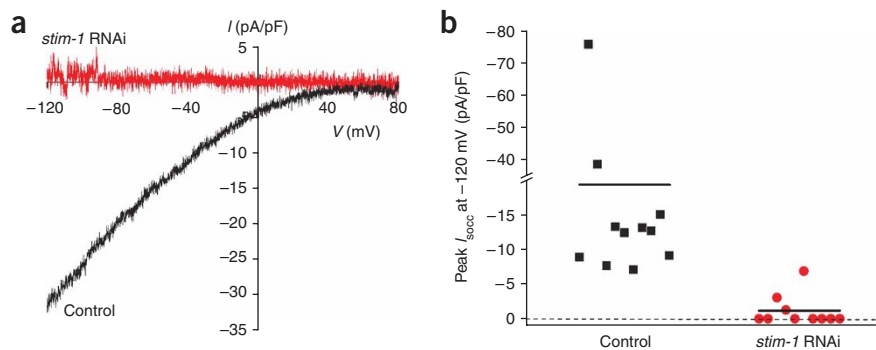 a
stim-1 RNAi
I (pA/pF)
5
−120
−80
−40
40
80
V (mV)
−5
−10
−15
−20
−25
−30
−35
Control
b
Peak Isocc at −120 mV (pA/pF)
−80
−70
−60
−50
−40
−15
−10
−5
0
Control
stim-1 RNAi